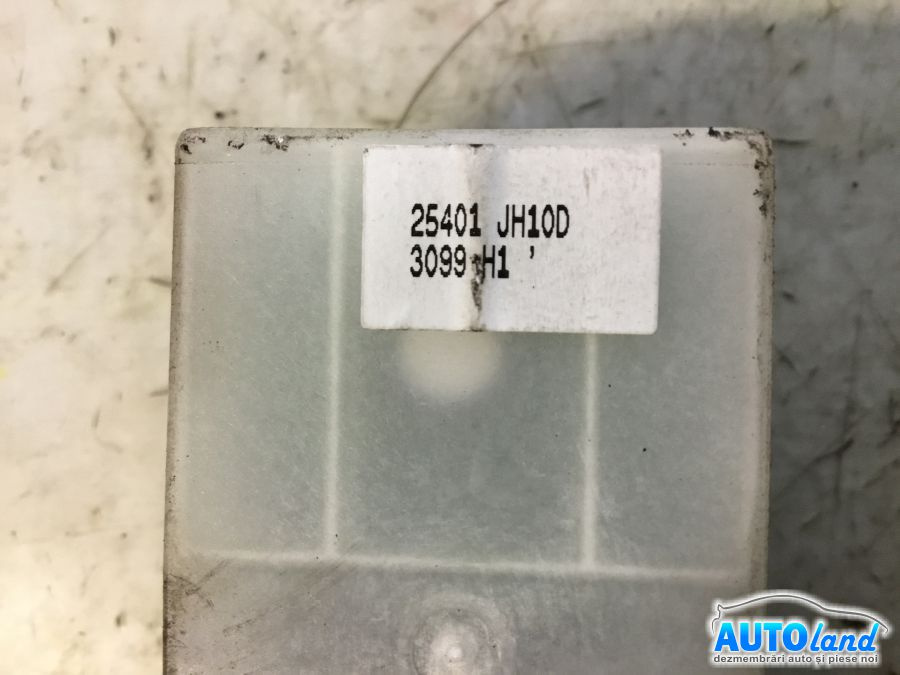 25401 JH10D
3099 H1 '
AUTOland
dezmembrări auto și piese noi